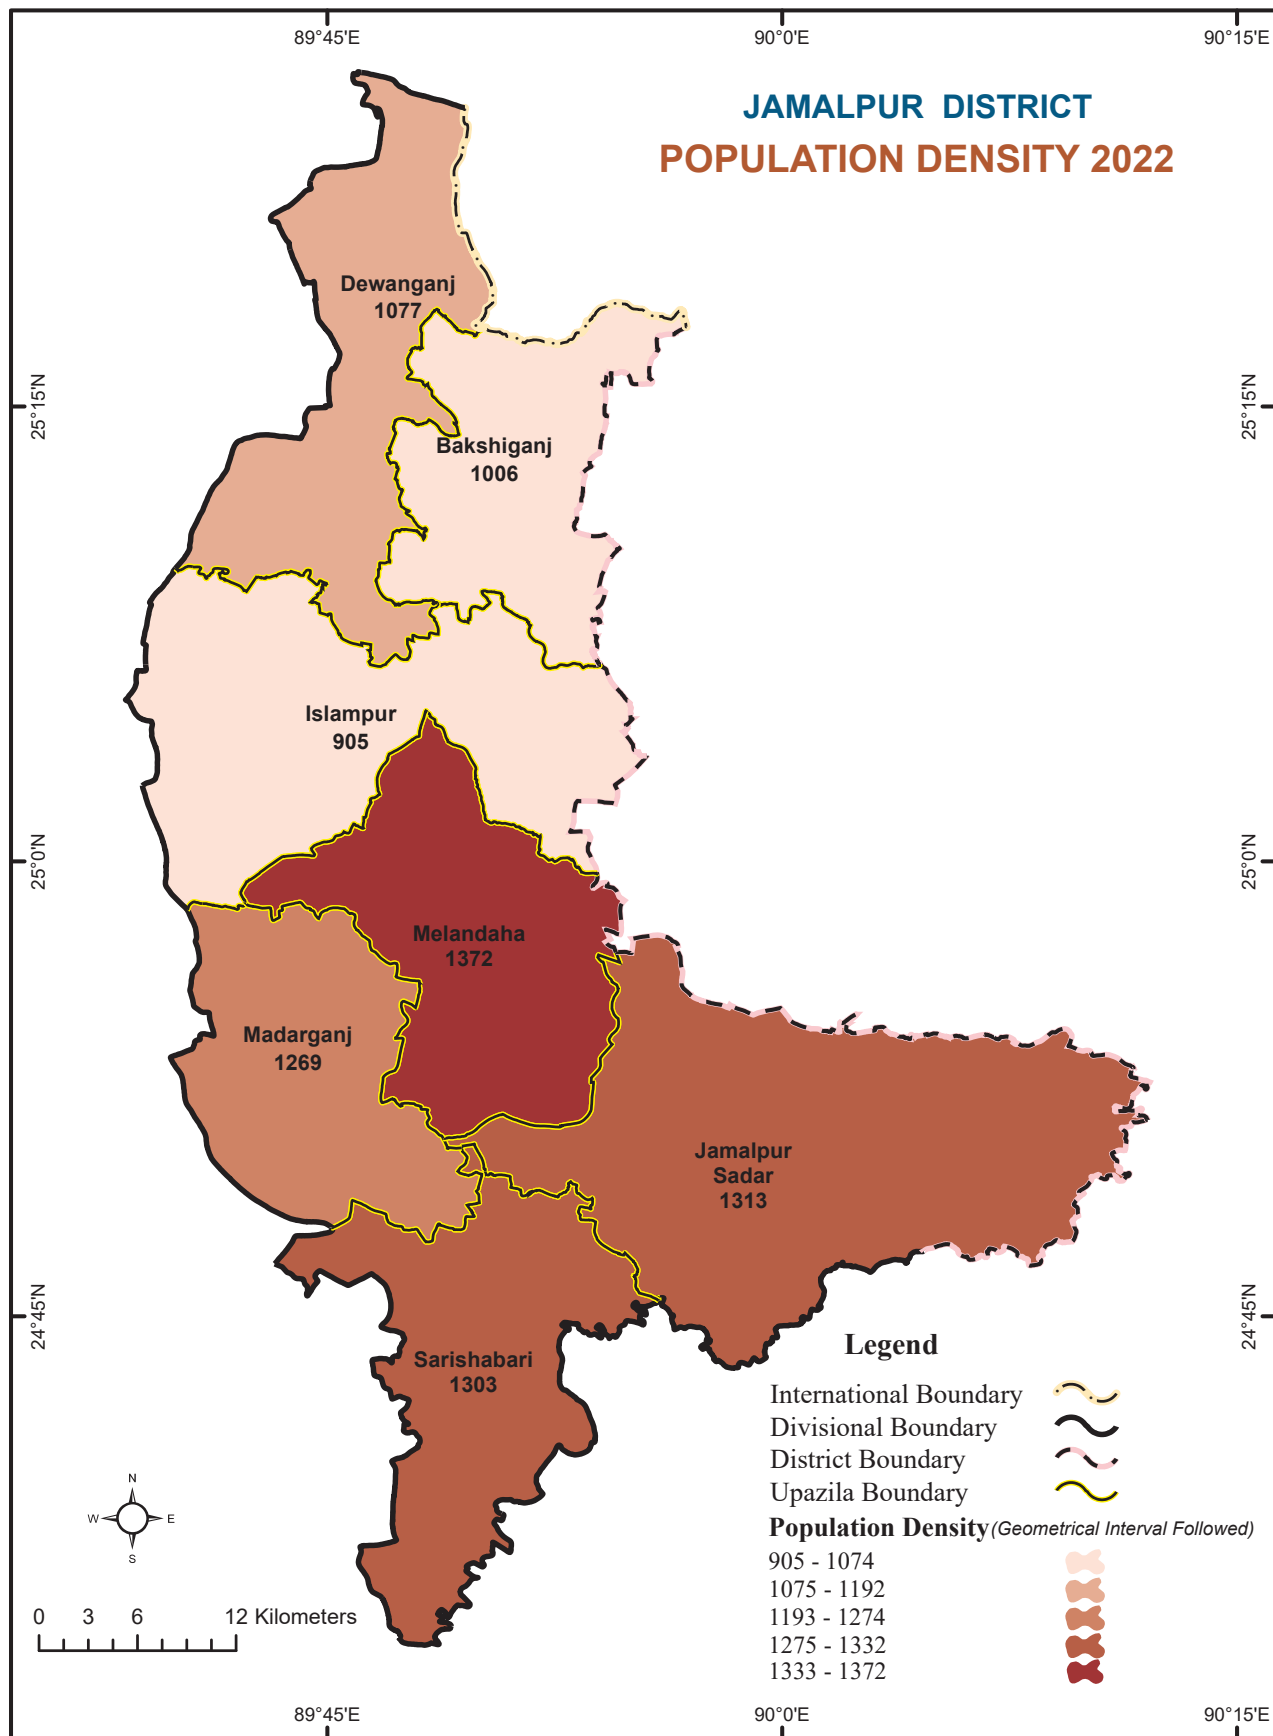 89°45'E
90°0'E
90°15'E
JAMALPUR DISTRICT
POPULATION DENSITY 2022
Dewanganj
1077
25°15'N
25°15'N
Bakshiganj
1006
Islampur
905
25°0'N
25°0'N
Melandaha
1372
Madarganj
1269
Jamalpur
Sadar
1313
24°45'N
24°45'N
Sarishabari
1303
Legend
International Boundary
Divisional Boundary
District Boundary
Upazila Boundary
Population Density (Geometrical Interval Followed)
905 - 1074
1075 - 1192
1193 - 1274
1275 - 1332
1333 - 1372
N
W E
S
0 3 6 12 Kilometers
89°45'E
90°0'E
90°15'E